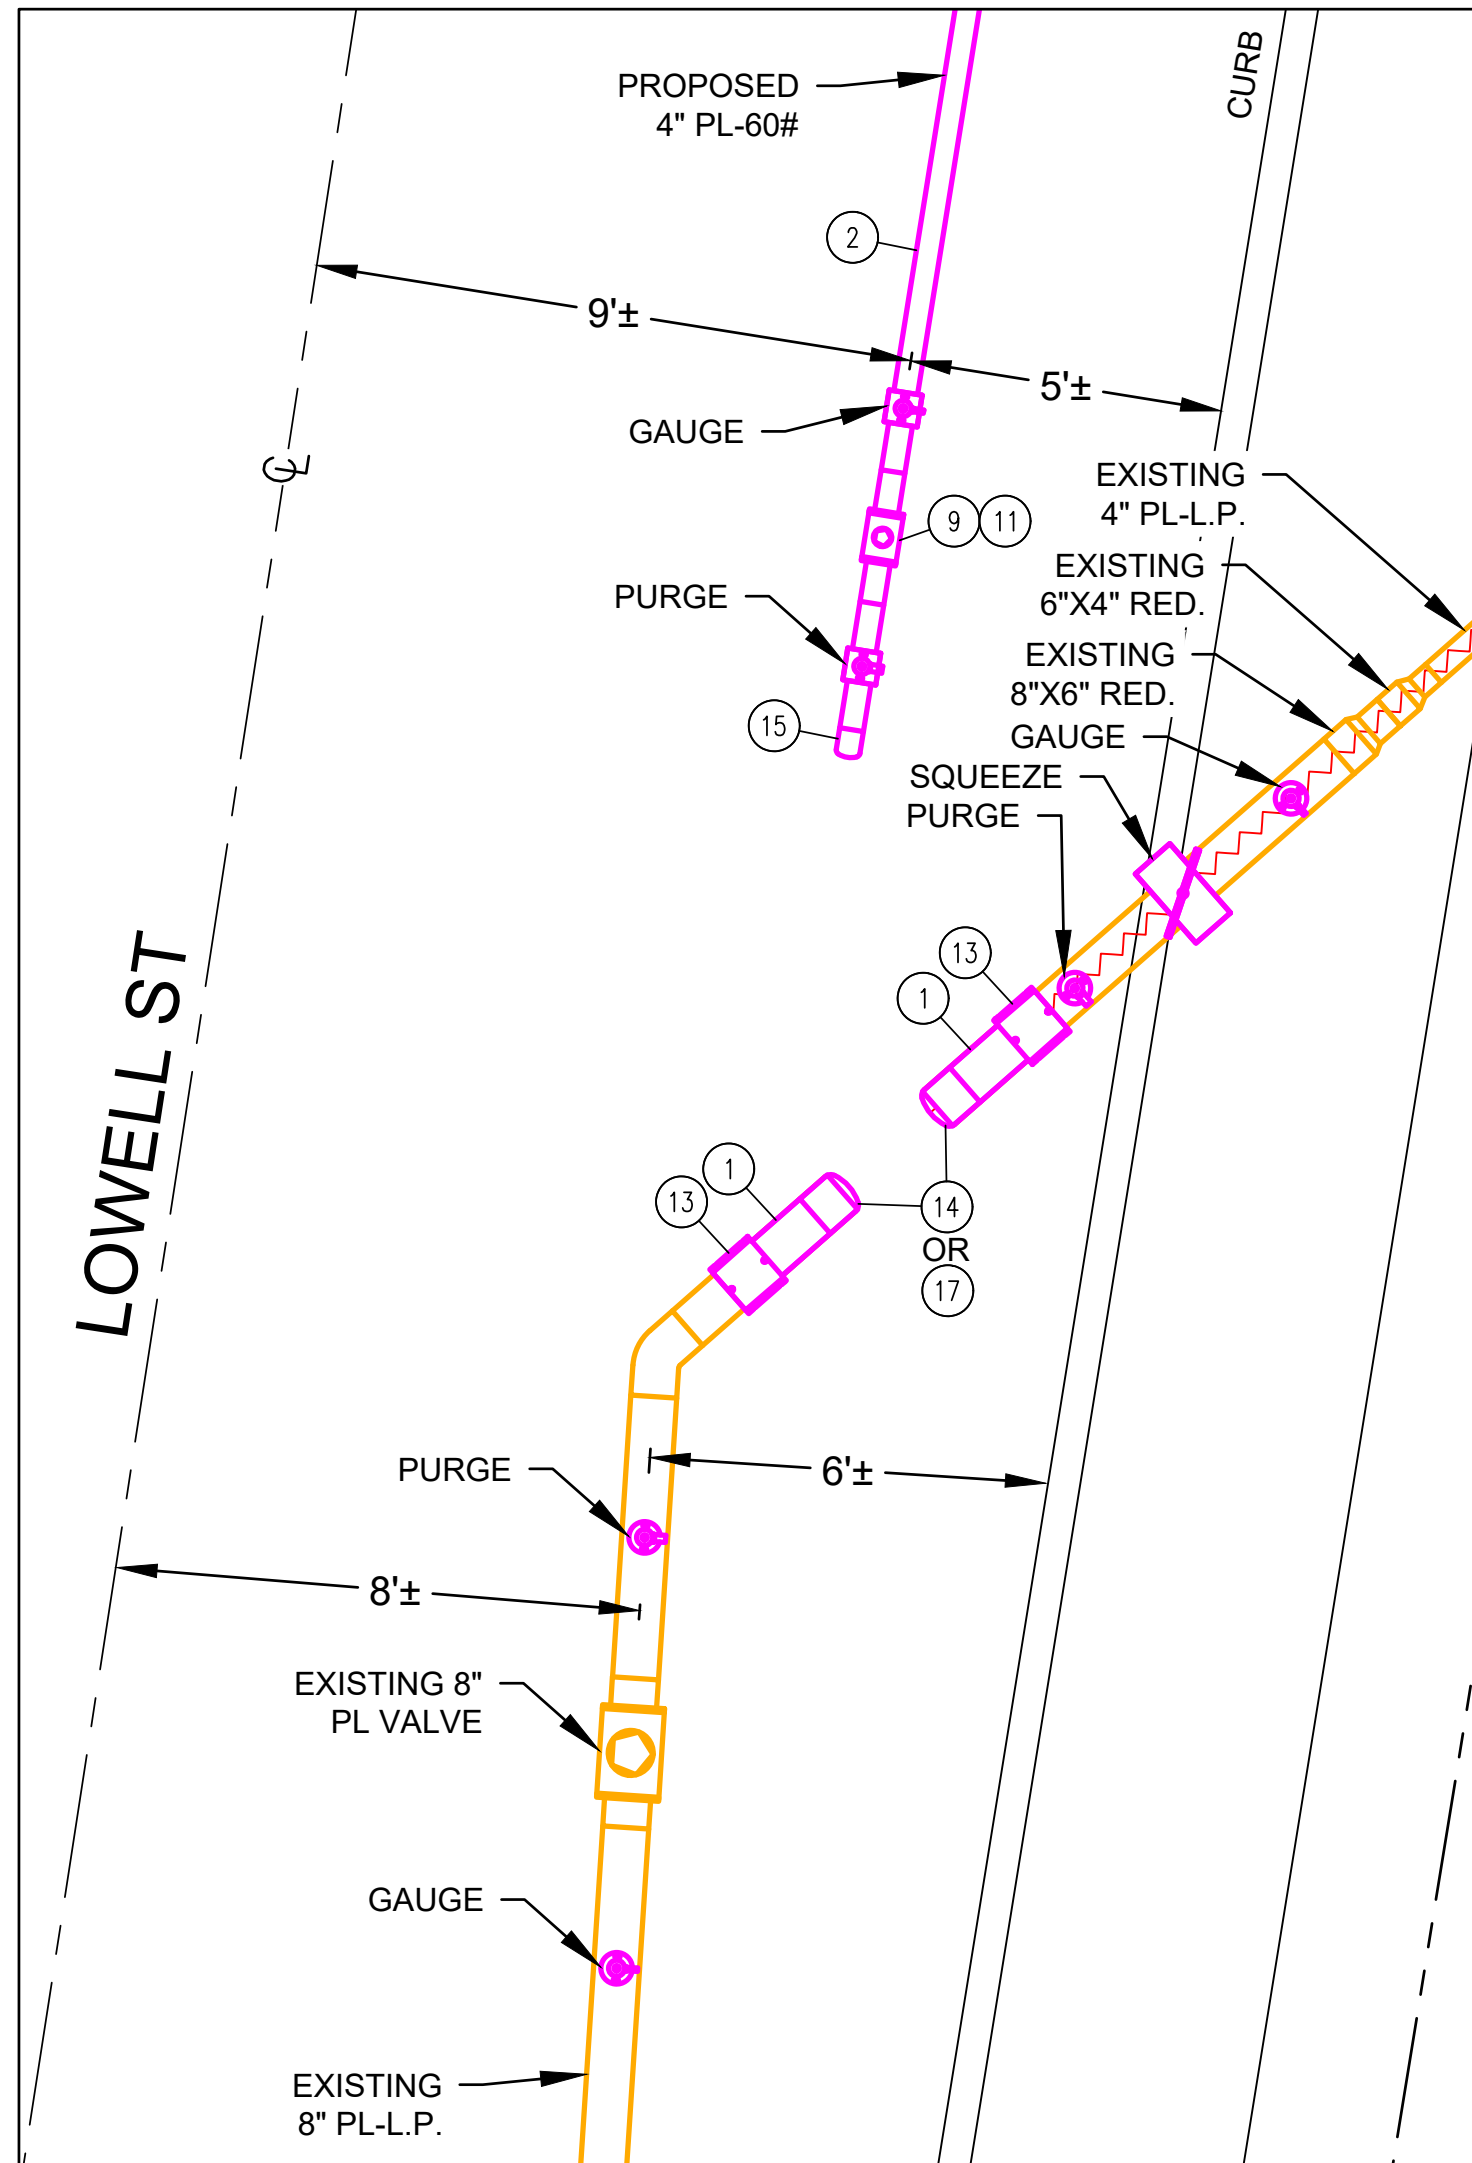 CURB
PROPOSED
4" PL-60#
2
9'±
5'±
GAUGE
℄
EXISTING
4" PL-L.P.
9
11
EXISTING
6"X4" RED.
PURGE
EXISTING
8"X6" RED.
15
GAUGE
SQUEEZE
PURGE
13
1
LOWELL ST
1
13
14
OR
17
PURGE
6'±
8'±
EXISTING 8"
PL VALVE
GAUGE
EXISTING
8" PL-L.P.